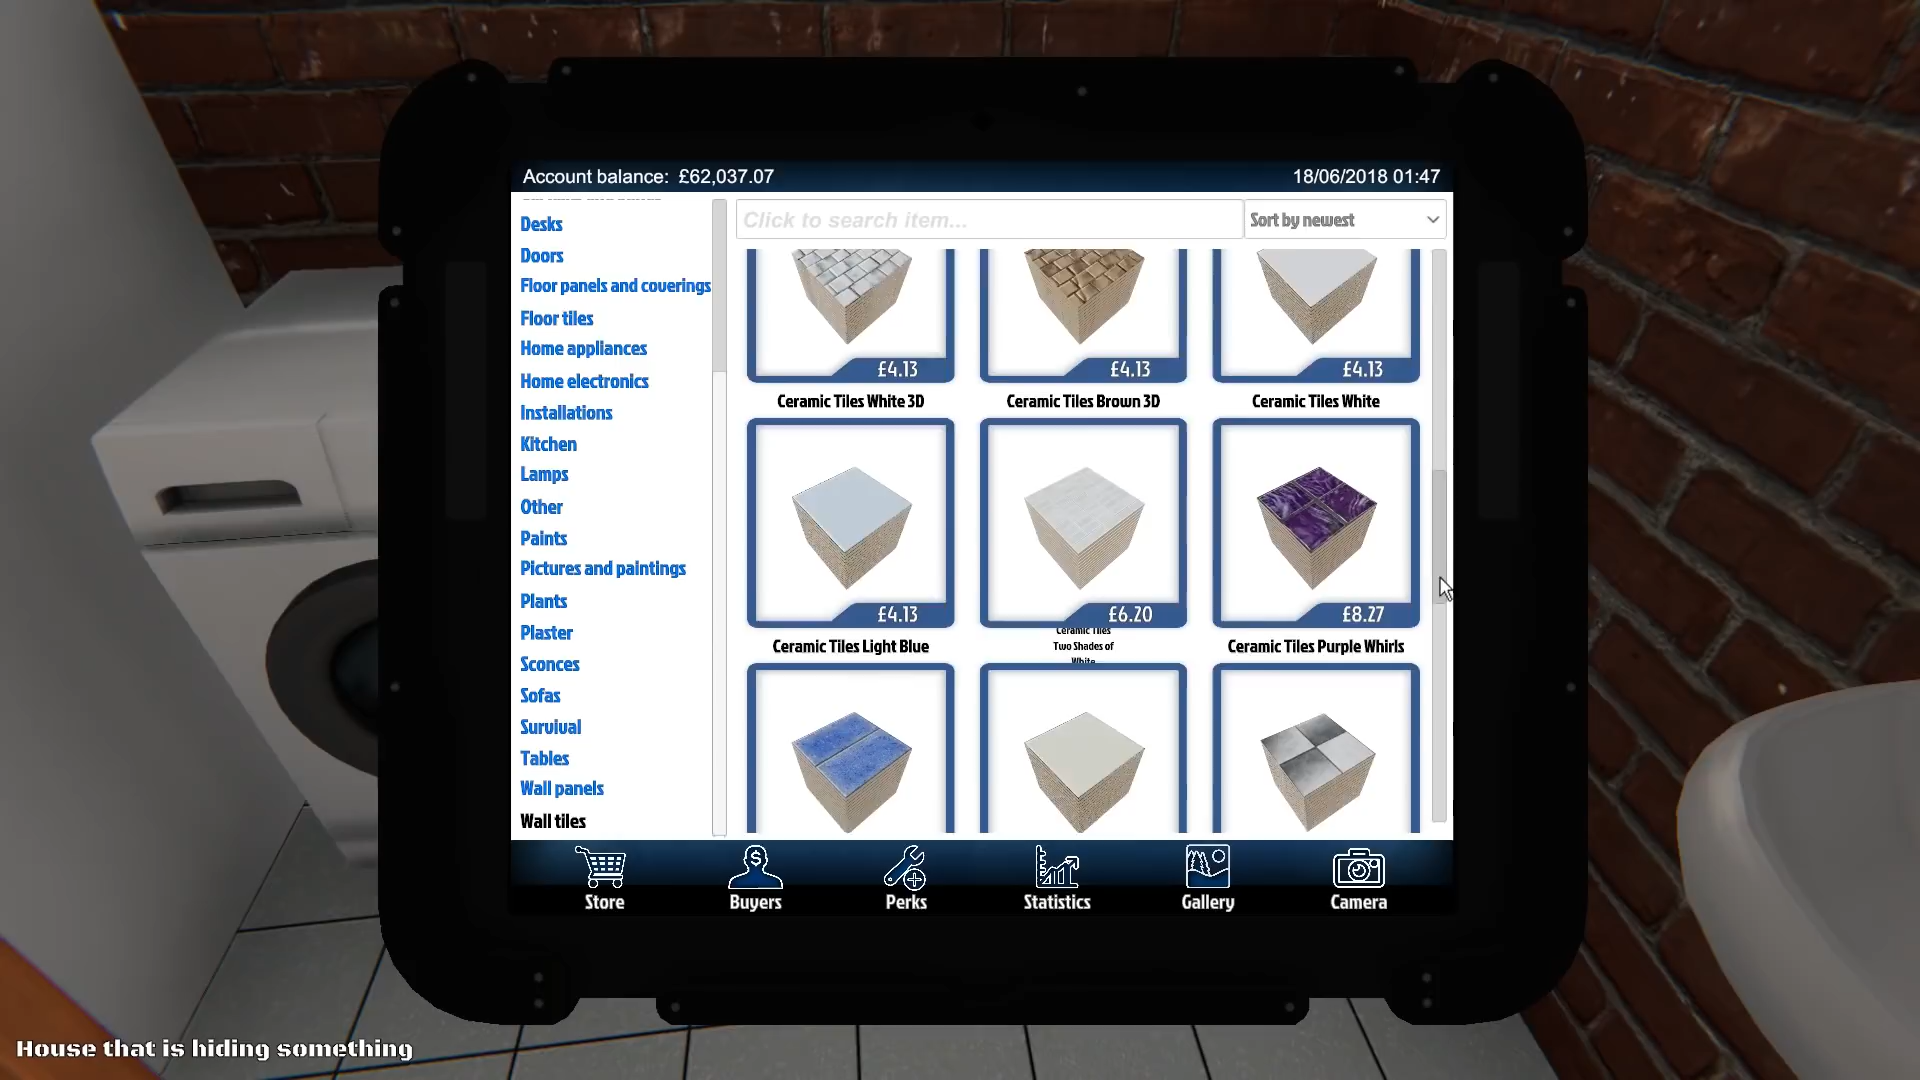 Account balance: £62,037.07
18/06/2018 01:47
Click to search item...
Sort by newest
Desks
Doors
Floor panels and coverings
Floor tiles
Home appliances
Home electronics
Installations
Kitchen
Lamps
Other
Paints
Pictures and paintings
Plants
Plaster
Sconces
Sofas
Survival
Tables
Wall panels
Wall tiles
£4.13
£4.13
£4.13
Ceramic Tiles White 3D
Ceramic Tiles Brown 3D
Ceramic Tiles White
£4.13
£6.20
£8.27
Ceramic Tiles Light Blue
Ceramic Tiles
Two Shades of
White
Ceramic Tiles Purple Whirls
Store
Buyers
Perks
Statistics
Gallery
Camera
House that is hiding something